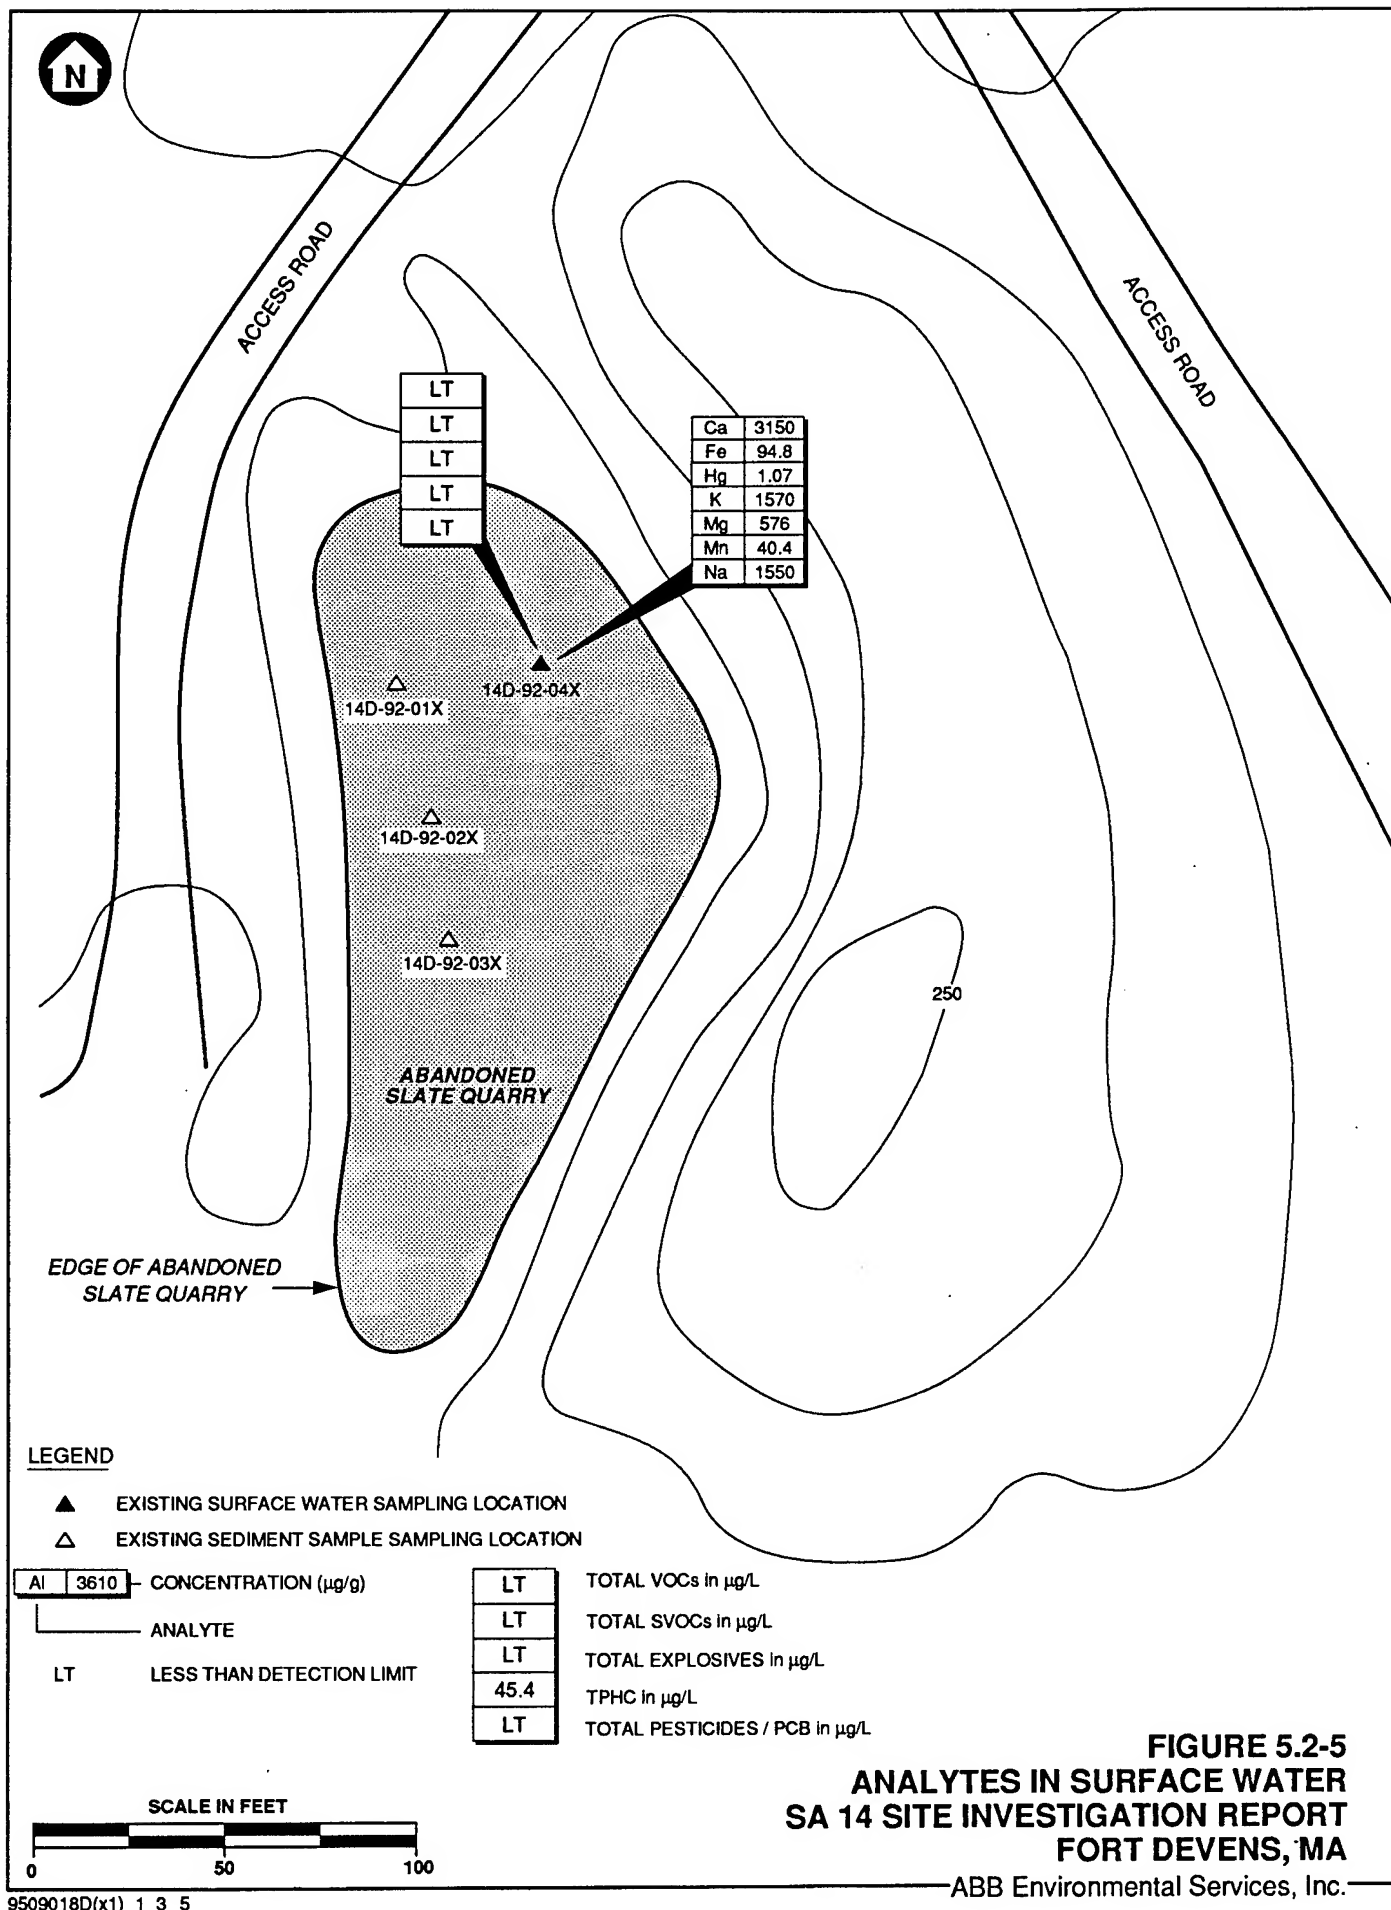 N
ACCESS ROAD
ACCESS ROAD
LT
LT
LT
LT
LT
Ca 3150
Fe 94.8
Hg 1.07
K 1570
Mg 576
Mn 40.4
Na 1550
14D-92-04X
14D-92-01X
14D-92-02X
14D-92-03X
250
ABANDONED
SLATE QUARRY
EDGE OF ABANDONED
SLATE QUARRY
LEGEND
EXISTING SURFACE WATER SAMPLING LOCATION
EXISTING SEDIMENT SAMPLE SAMPLING LOCATION
Al 3610 CONCENTRATION (µg/g)
ANALYTE
LT LESS THAN DETECTION LIMIT
LT TOTAL VOCs in µg/L
LT TOTAL SVOCs in µg/L
LT TOTAL EXPLOSIVES in µg/L
45.4 TPHC in µg/L
LT TOTAL PESTICIDES / PCB in µg/L
SCALE IN FEET
0 50 100
FIGURE 5.2-5
ANALYTES IN SURFACE WATER
SA 14 SITE INVESTIGATION REPORT
FORT DEVENS, MA
ABB Environmental Services, Inc.
9509018D(x1) 1 3 5